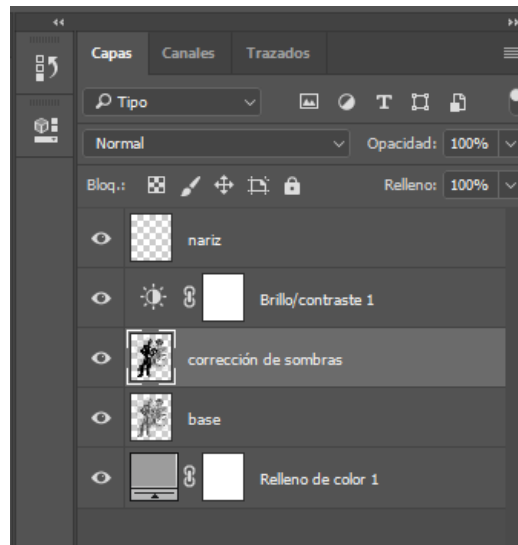 Capas Canales Trazados
Tipo
Normal Opacidad: 100%
Bloq.: Relleno: 100%
nariz
Brillo/contraste 1
corrección de sombras
base
Relleno de color 1